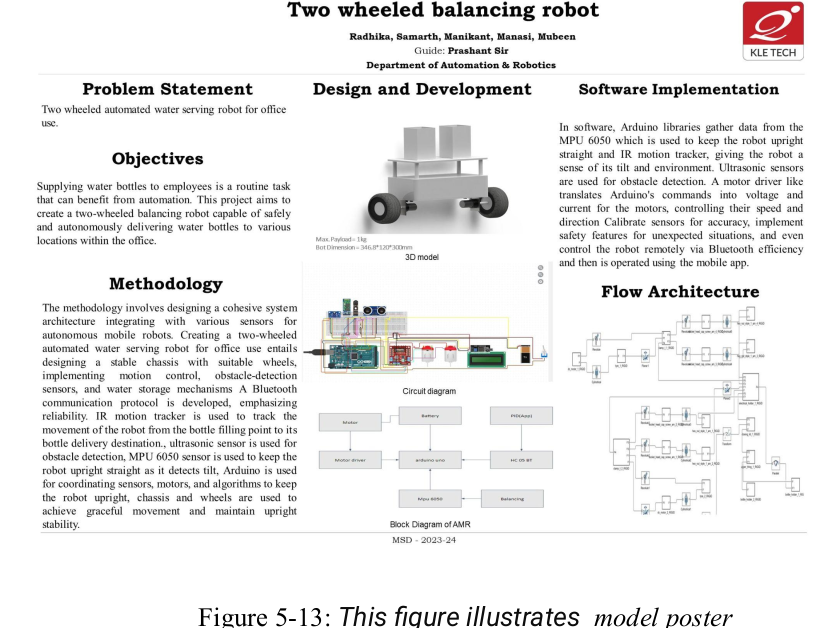 Two wheeled balancing robot
Radhika, Samarth, Manikant, Manasi, Mubeen
Guide: Prashant Sir
Department of Automation & Robotics
KLE TECH
Problem Statement
Two wheeled automated water serving robot for office
use.
Objectives
Supplying water bottles to employees is a routine task
that can benefit from automation. This project aims to
create a two-wheeled balancing robot capable of safely
and autonomously delivering water bottles to various
locations within the office.
Methodology
The methodology involves designing a cohesive system
architecture integrating with various sensors for
autonomous mobile robots. Creating a two-wheeled
automated water serving robot for office use entails
designing a stable chassis with suitable wheels,
implementing motion control, obstacle-detection
sensors, and water storage mechanisms A Bluetooth
communication protocol is developed, emphasizing
reliability. IR motion tracker is used to track the
movement of the robot from the bottle filling point to its
bottle delivery destination., ultrasonic sensor is used for
obstacle detection, MPU 6050 sensor is used to keep the
robot upright straight as it detects tilt, Arduino is used
for coordinating sensors, motors, and algorithms to keep
the robot upright, chassis and wheels are used to
achieve graceful movement and maintain upright
stability.
Design and Development
Max. Payload= 1kg
Bot Dimension= 346.8*120*300mm
3D model
Circuit diagram
Motor
Battery
PID(App)
Motor driver
arduino uno
HC 05 BT
Mpu 6050
Balancing
Block Diagram of AMR
Software Implementation
In software, Arduino libraries gather data from the
MPU 6050 which is used to keep the robot upright
straight and IR motion tracker, giving the robot a
sense of its tilt and environment. Ultrasonic sensors
are used for obstacle detection. A motor driver like
translates Arduino's commands into voltage and
current for the motors, controlling their speed and
direction Calibrate sensors for accuracy, implement
safety features for unexpected situations, and even
control the robot remotely via Bluetooth efficiency
and then is operated using the mobile app.
Flow Architecture
MSD - 2023-24
Figure 5-13: This figure illustrates model poster